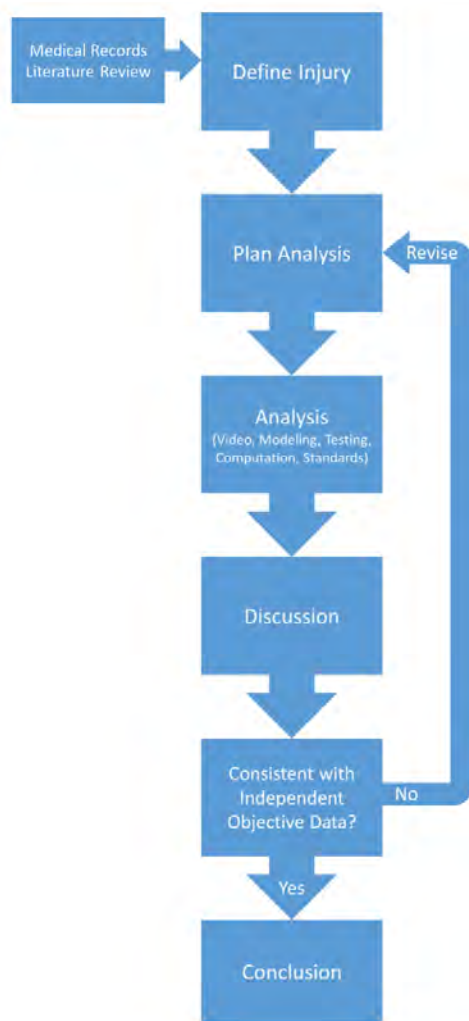 Medical Records
Literature Review
Define Injury
Plan Analysis
Revise
Analysis
(Video, Modeling, Testing,
Computation, Standards)
Discussion
Consistent with
Independent
Objective Data?
No
Yes
Conclusion